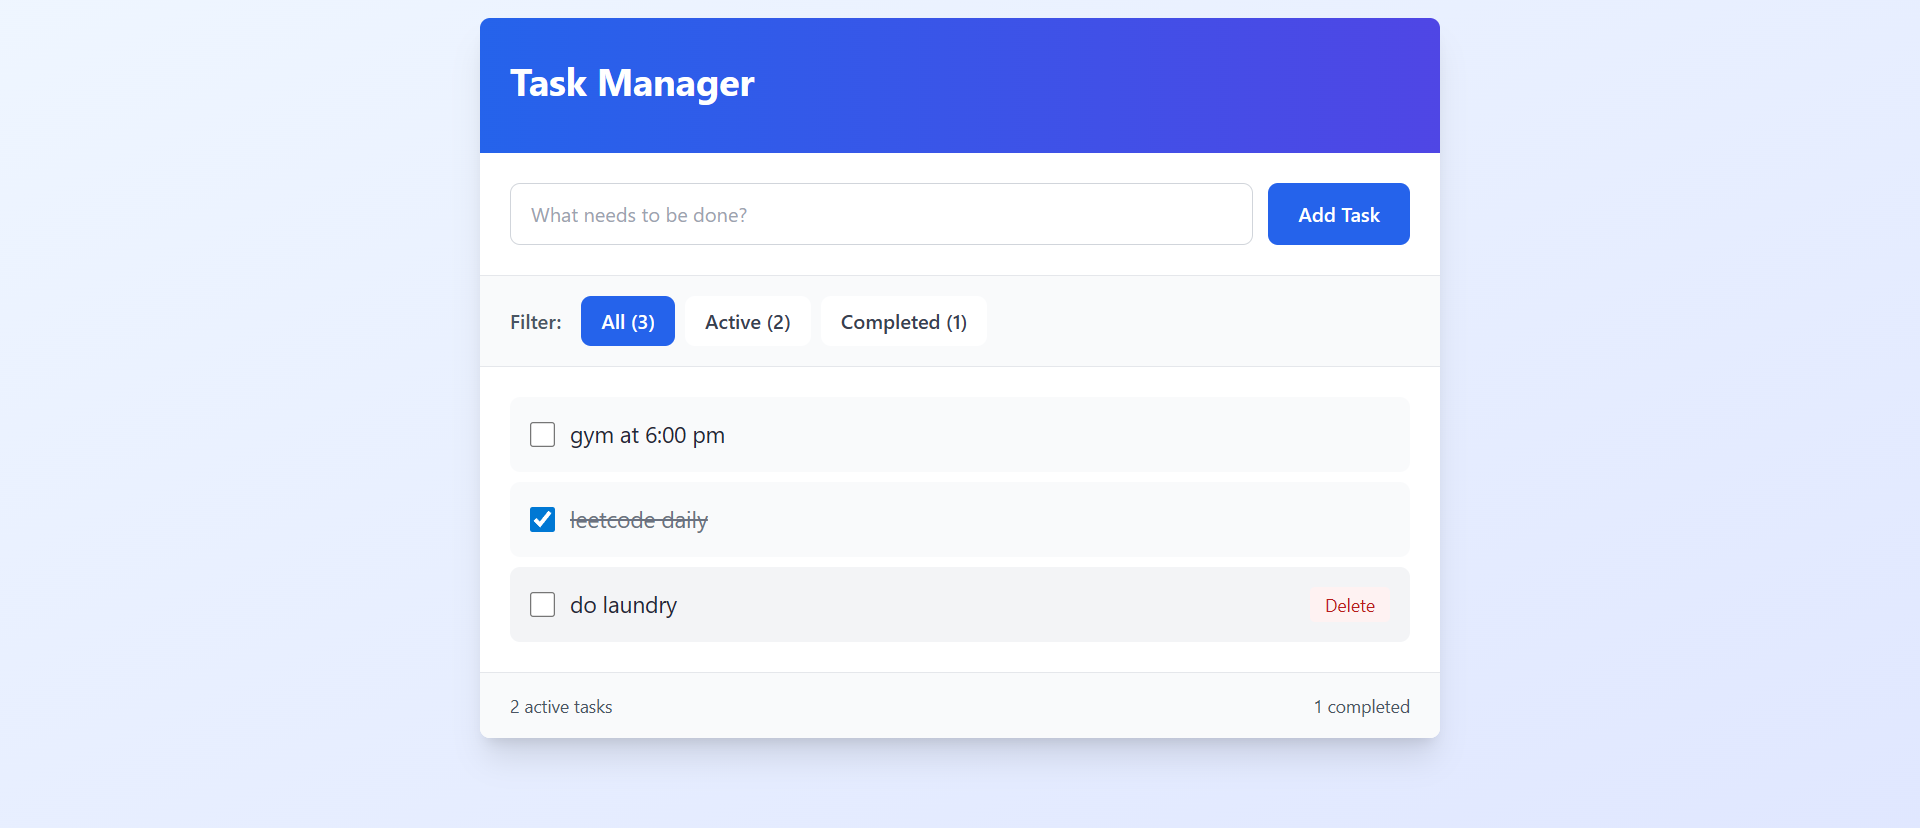 Task Manager
What needs to be done?
Add Task
Filter: All (3) Active (2) Completed (1)
gym at 6:00 pm
leetcode daily
do laundry
Delete
2 active tasks
1 completed